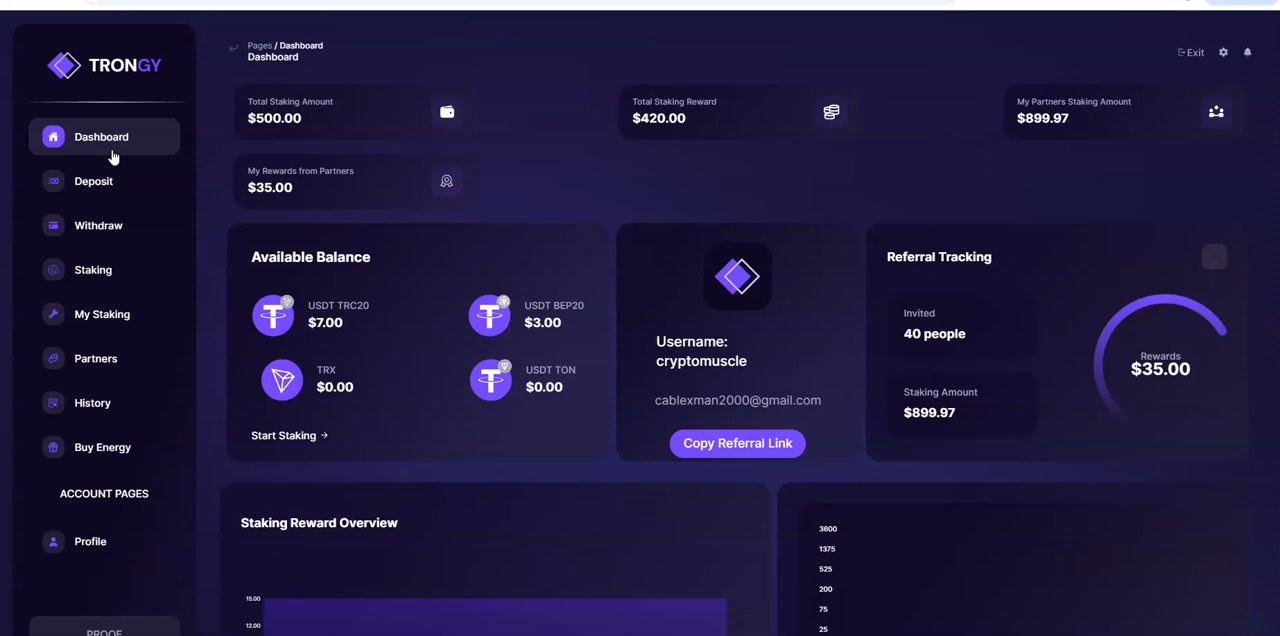 TRONGY
Dashboard
Deposit
Withdraw
Staking
My Staking
Partners
History
Buy Energy
ACCOUNT PAGES
Profile
PROOF
Pages / Dashboard
Dashboard
Exit
Total Staking Amount
$500.00
Total Staking Reward
$420.00
My Partners Staking Amount
$899.97
My Rewards from Partners
$35.00
Available Balance
USDT TRC20
$7.00
USDT BEP20
$3.00
TRX
$0.00
USDT TON
$0.00
Start Staking →
Username:
cryptomuscle
cablexman2000@gmail.com
Copy Referral Link
Referral Tracking
Invited
40 people
Staking Amount
$899.97
Rewards
$35.00
Staking Reward Overview
15.00
12.00
3600
1375
525
200
75
25